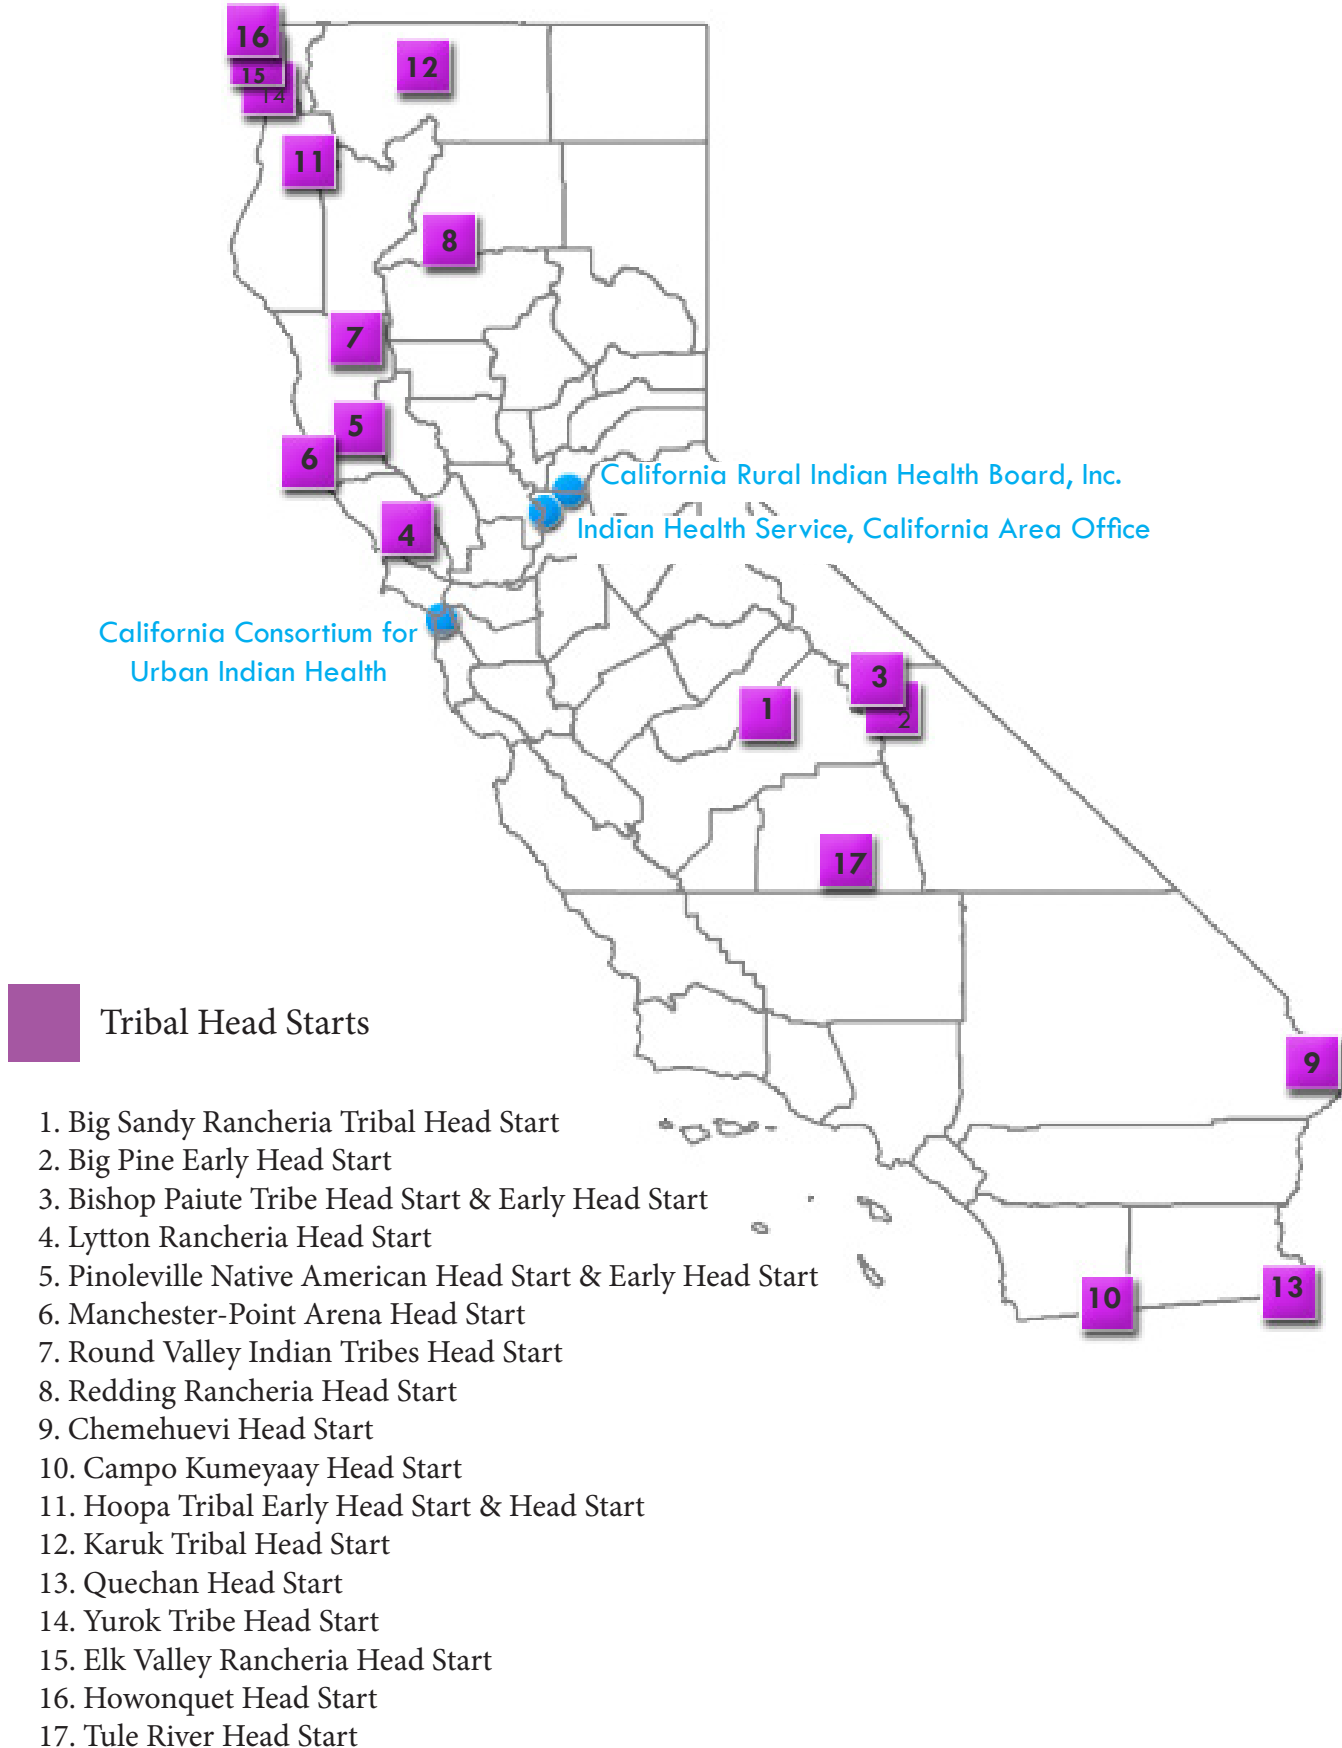 16
15
14
12
11
8
7
5
6
4
California Rural Indian Health Board, Inc.
Indian Health Service, California Area Office
California Consortium for
Urban Indian Health
3
2
1
17
9
10
13
Tribal Head Starts
1. Big Sandy Rancheria Tribal Head Start
2. Big Pine Early Head Start
3. Bishop Paiute Tribe Head Start & Early Head Start
4. Lytton Rancheria Head Start
5. Pinoleville Native American Head Start & Early Head Start
6. Manchester-Point Arena Head Start
7. Round Valley Indian Tribes Head Start
8. Redding Rancheria Head Start
9. Chemehuevi Head Start
10. Campo Kumeyaay Head Start
11. Hoopa Tribal Early Head Start & Head Start
12. Karuk Tribal Head Start
13. Quechan Head Start
14. Yurok Tribe Head Start
15. Elk Valley Rancheria Head Start
16. Howonquet Head Start
17. Tule River Head Start